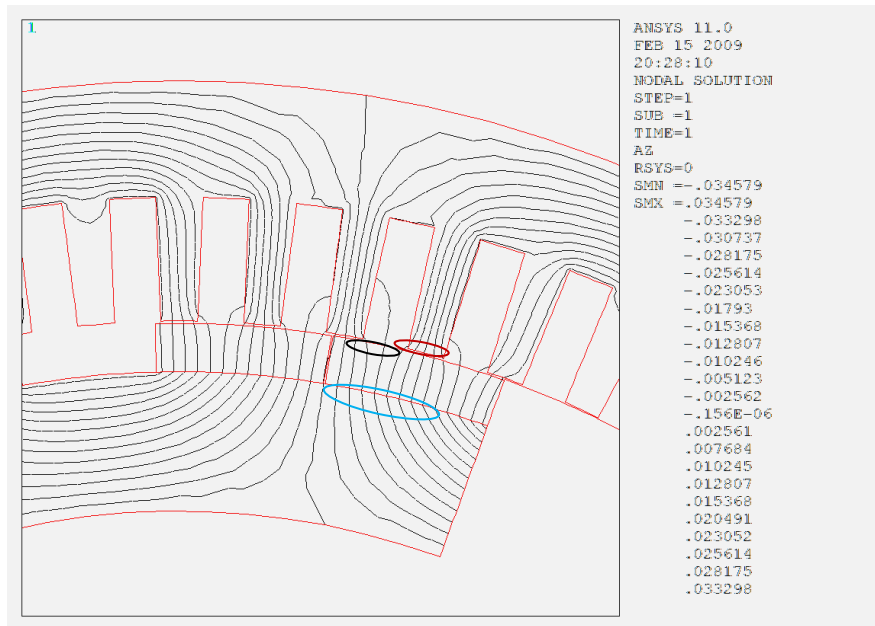 1
ANSYS 11.0
FEB 15 2009
20:28:10
NODAL SOLUTION
STEP=1
SUB =1
TIME=1
AZ
RSYS=0
SMN =-.034579
SMX =.034579
-.033298
-.030737
-.028175
-.025614
-.023053
-.01793
-.015368
-.012807
-.010246
-.005123
-.002562
-.156E-06
.002561
.007684
.010245
.012807
.015368
.020491
.023052
.025614
.028175
.033298